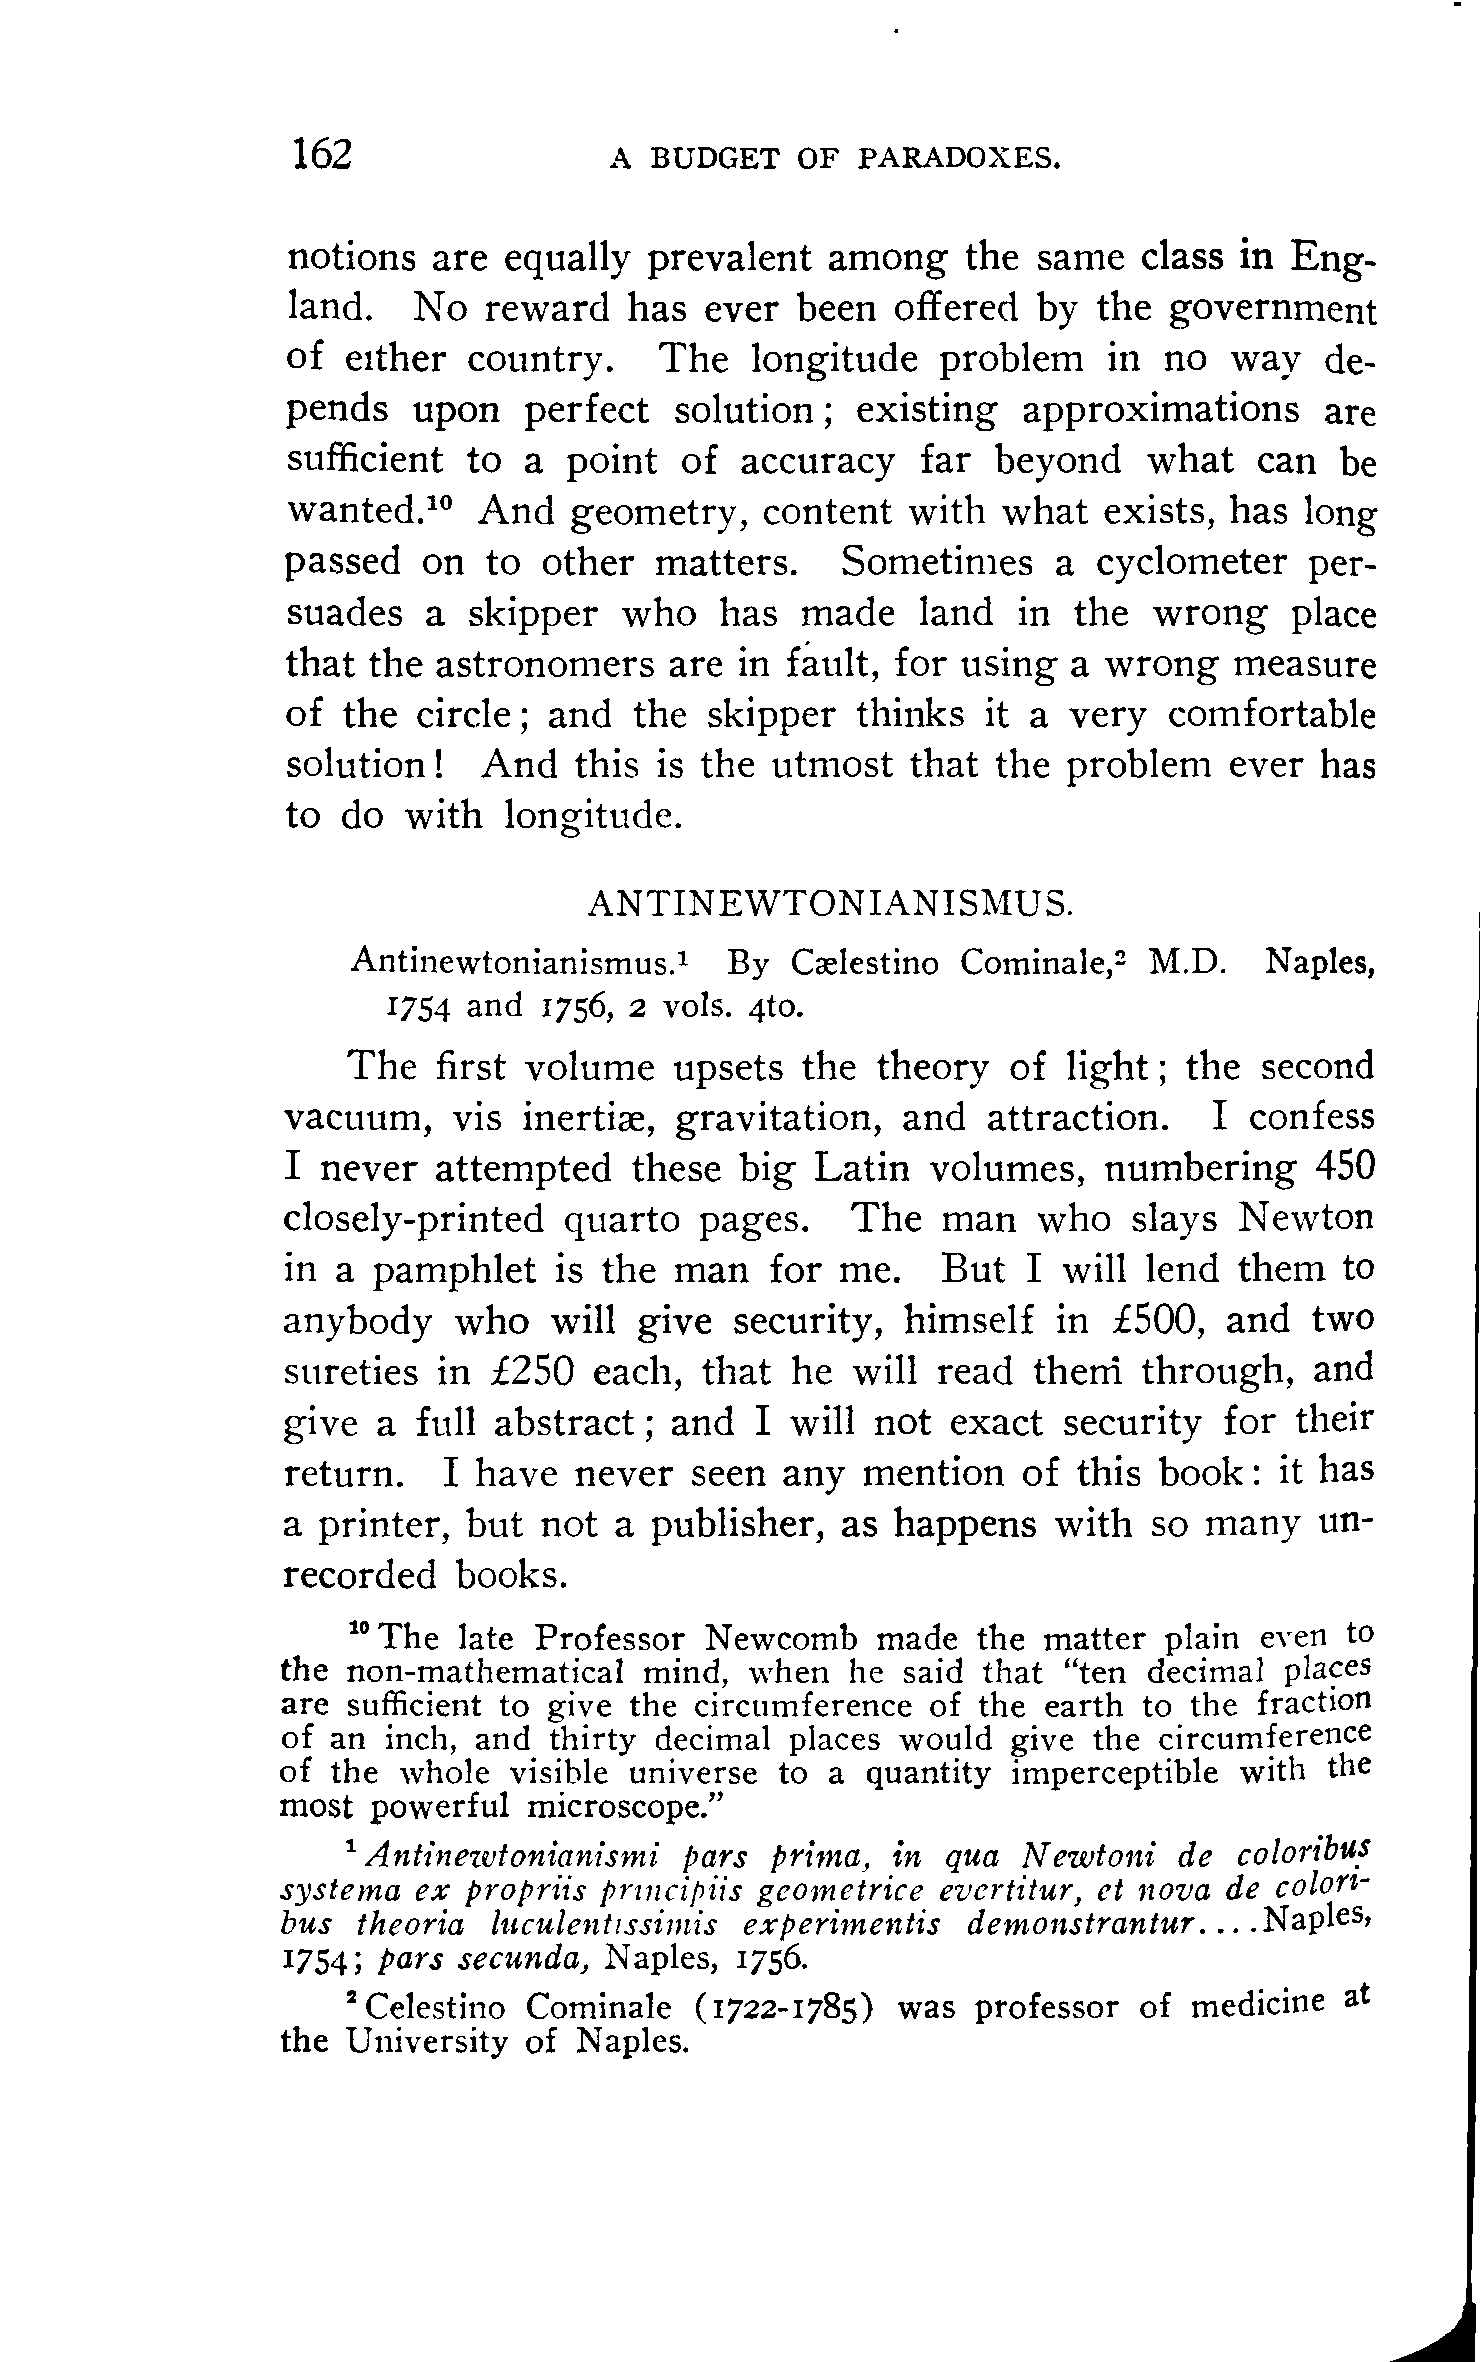 162 A BUDGET OF PARADOXES.
notions are equally prevalent among the same class in Eng-
land. No reward has ever been offered by the government
of either country. The longitude problem in no way de-
pends upon perfect solution; existing approximations are
sufficient to a point of accuracy far beyond what can be
wanted.¹⁰ And geometry, content with what exists, has long
passed on to other matters. Sometimes a cyclometer per-
suades a skipper who has made land in the wrong place
that the astronomers are in fault, for using a wrong measure
of the circle; and the skipper thinks it a very comfortable
solution! And this is the utmost that the problem ever has
to do with longitude.
ANTINEWTONIANISMUS.
Antinewtonianismus.¹ By Cælestino Cominale,² M.D. Naples,
1754 and 1756, 2 vols. 4to.
The first volume upsets the theory of light; the second
vacuum, vis inertiæ, gravitation, and attraction. I confess
I never attempted these big Latin volumes, numbering 450
closely-printed quarto pages. The man who slays Newton
in a pamphlet is the man for me. But I will lend them to
anybody who will give security, himself in £500, and two
sureties in £250 each, that he will read them through, and
give a full abstract; and I will not exact security for their
return. I have never seen any mention of this book: it has
a printer, but not a publisher, as happens with so many un-
recorded books.
¹⁰ The late Professor Newcomb made the matter plain even to
the non-mathematical mind, when he said that "ten decimal places
are sufficient to give the circumference of the earth to the fraction
of an inch, and thirty decimal places would give the circumference
of the whole visible universe to a quantity imperceptible with the
most powerful microscope."
¹ Antinewtonianismi pars prima, in qua Newtoni de coloribus
systema ex propriis principiis geometrice evertitur, et nova de colori-
bus theoria luculentissimis experimentis demonstrantur....Naples,
1754; pars secunda, Naples, 1756.
² Celestino Cominale (1722-1785) was professor of medicine at
the University of Naples.